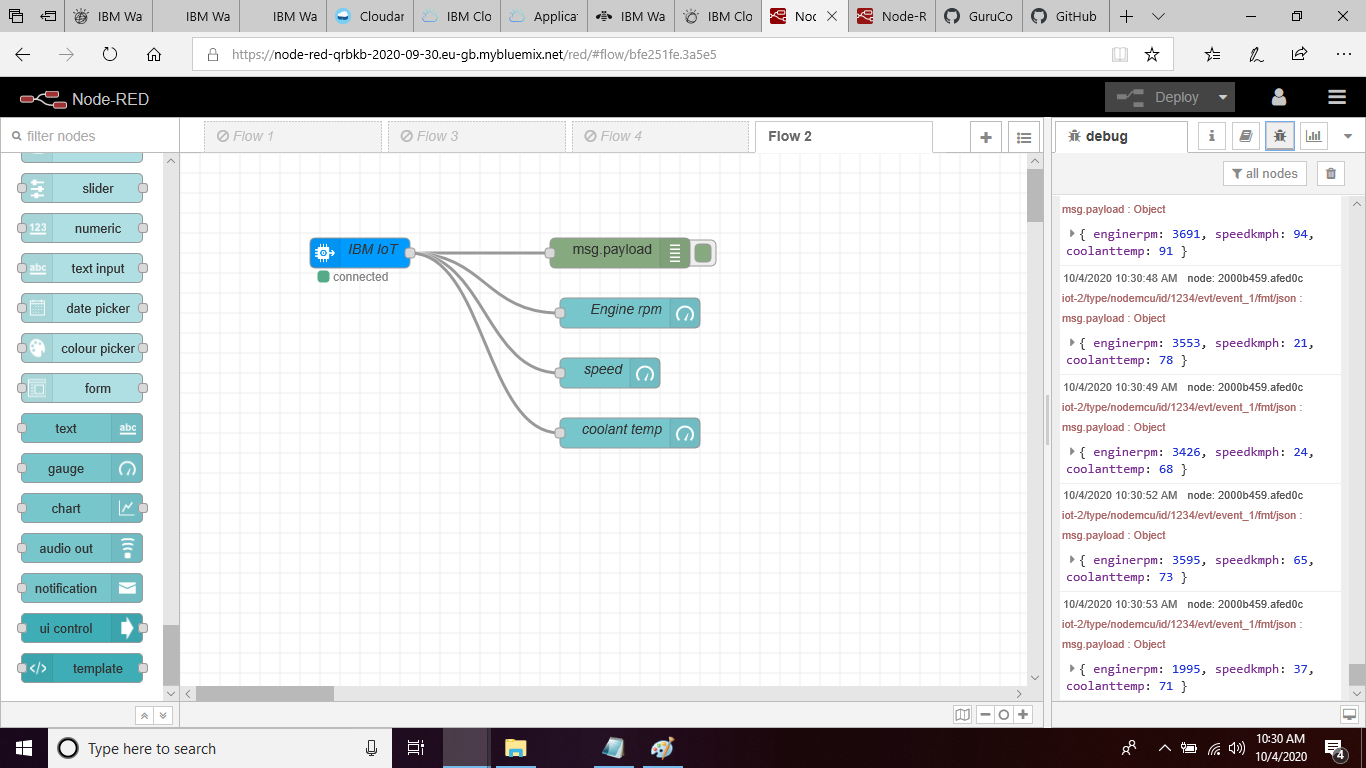 IBM Wa
IBM Wa
IBM Wa
Cloudar
IBM Clo
Applicat
IBM Wa
IBM Clo
Noc
Node-R
GuruCo
GitHub
https://node-red-qrbkb-2020-09-30.eu-gb.mybluemix.net/red/#flow/bfe251fe.3a5e5
Node-RED
Deploy
filter nodes
Flow 1
Flow 3
Flow 4
Flow 2
debug
all nodes
slider
123 numeric
abc text input
date picker
colour picker
form
text abc
gauge
chart
audio out
notification
ui control
</> template
IBM IoT
connected
msg.payload
Engine rpm
speed
coolant temp
msg.payload : Object
{ enginerpm: 3691, speedkmph: 94,
coolanttemp: 91 }
10/4/2020 10:30:48 AM node: 2000b459.afed0c
iot-2/type/nodemcu/id/1234/evt/event_1/fmt/json :
msg.payload : Object
{ enginerpm: 3553, speedkmph: 21,
coolanttemp: 78 }
10/4/2020 10:30:49 AM node: 2000b459.afed0c
iot-2/type/nodemcu/id/1234/evt/event_1/fmt/json :
msg.payload : Object
{ enginerpm: 3426, speedkmph: 24,
coolanttemp: 68 }
10/4/2020 10:30:52 AM node: 2000b459.afed0c
iot-2/type/nodemcu/id/1234/evt/event_1/fmt/json :
msg.payload : Object
{ enginerpm: 3595, speedkmph: 65,
coolanttemp: 73 }
10/4/2020 10:30:53 AM node: 2000b459.afed0c
iot-2/type/nodemcu/id/1234/evt/event_1/fmt/json :
msg.payload : Object
{ enginerpm: 1995, speedkmph: 37,
coolanttemp: 71 }
Type here to search
10:30 AM
10/4/2020
4